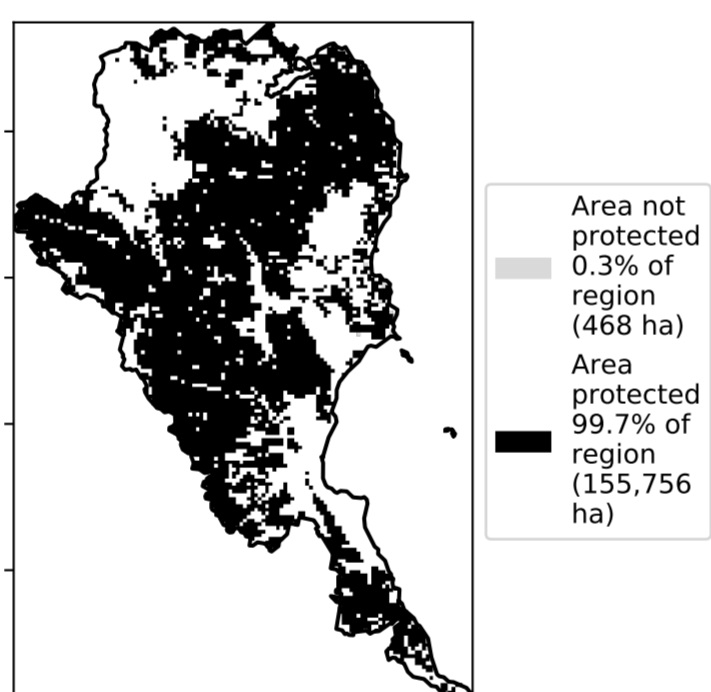 Area not
protected
0.3% of
region
(468 ha)
Area
protected
99.7% of
region
(155,756
ha)